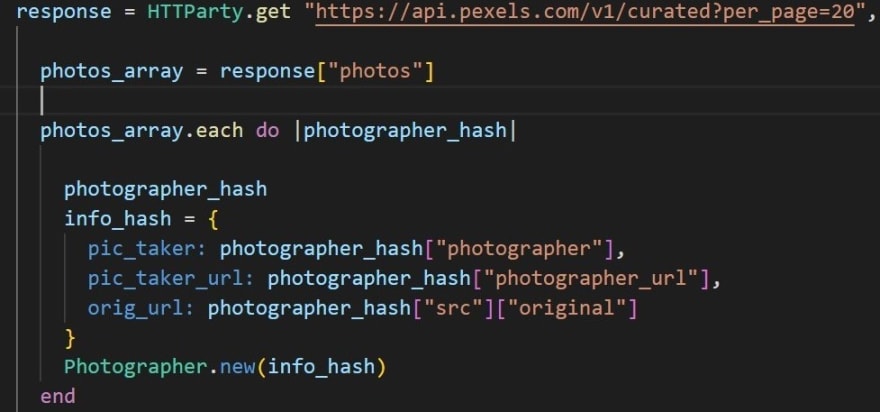 response = HTTParty.get "https://api.pexels.com/v1/curated?per_page=20",
photos_array = response["photos"]
photos_array.each do |photographer_hash|
photographer_hash
info_hash = {
pic_taker: photographer_hash["photographer"],
pic_taker_url: photographer_hash["photographer_url"],
orig_url: photographer_hash["src"]["original"]
}
Photographer.new(info_hash)
end